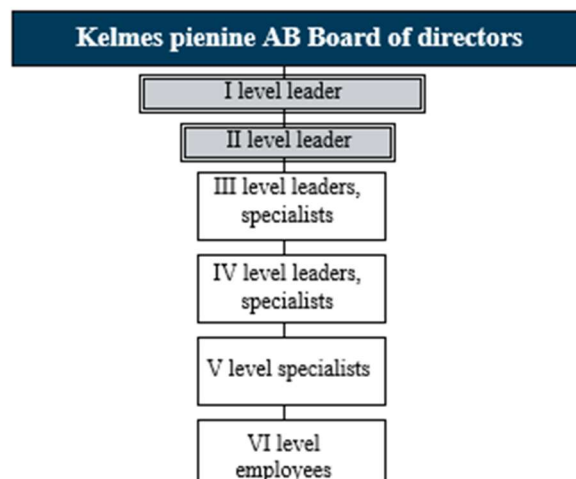 Kelmes pienine AB Board of directors
I level leader
II level leader
III level leaders,
specialists
IV level leaders,
specialists
V level specialists
VI level
employees